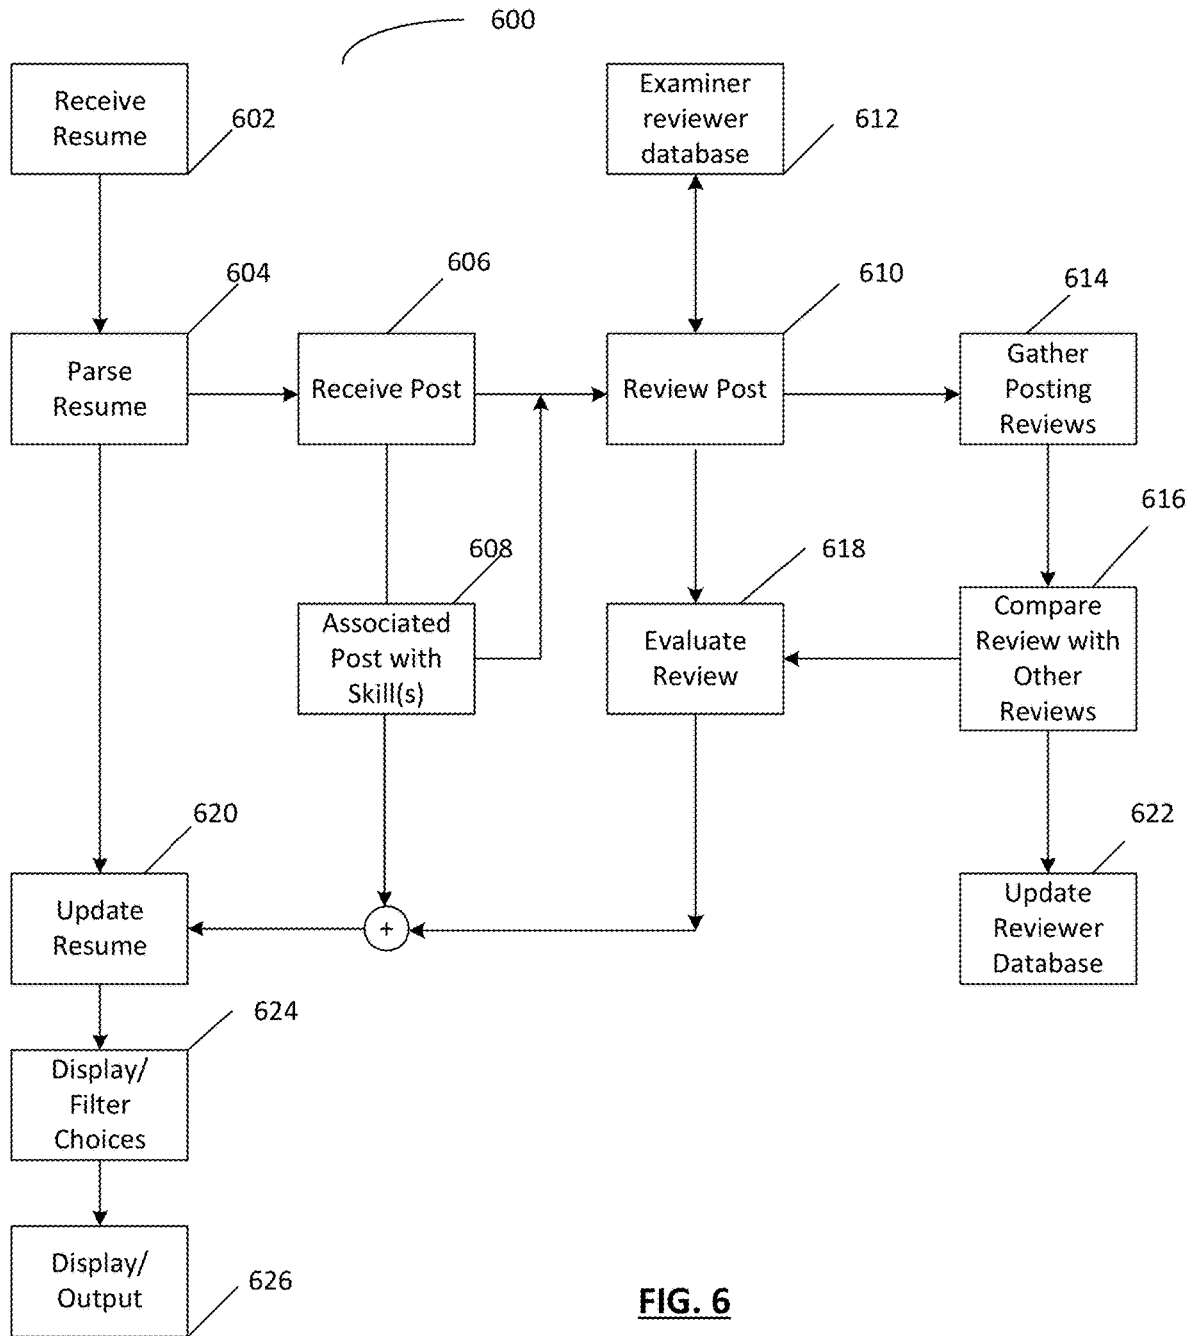 600
Receive
Resume
602
Examiner
reviewer
database
612
604
606
610
614
Parse
Resume
Receive Post
Review Post
Gather
Posting
Reviews
608
618
616
Associated
Post with
Skill(s)
Evaluate
Review
Compare
Review with
Other
Reviews
620
622
Update
Resume
+
Update
Reviewer
Database
624
Display/
Filter
Choices
Display/
Output
626
FIG. 6